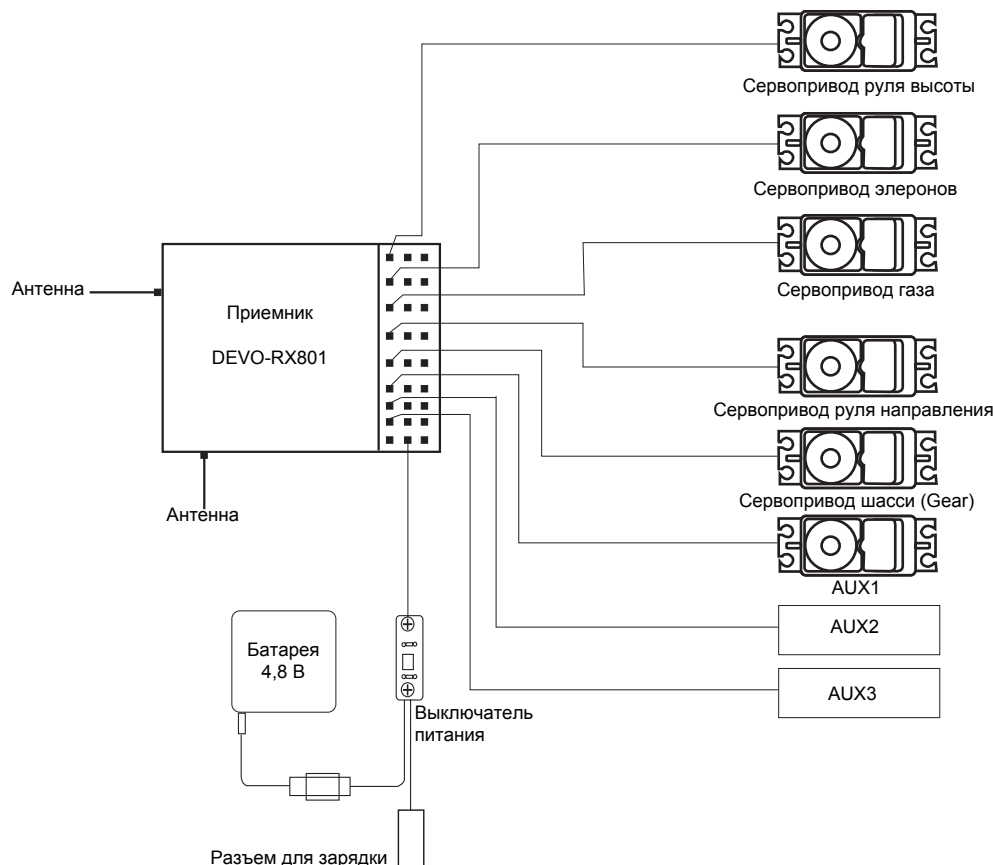 Сервопривод руля высоты
Сервопривод элеронов
Сервопривод газа
Антенна
Приемник
DEVO-RX801
Сервопривод руля направления
Сервопривод шасси (Gear)
Антенна
AUX1
AUX2
Батарея
4,8 В
AUX3
Выключатель
питания
Разъем для зарядки